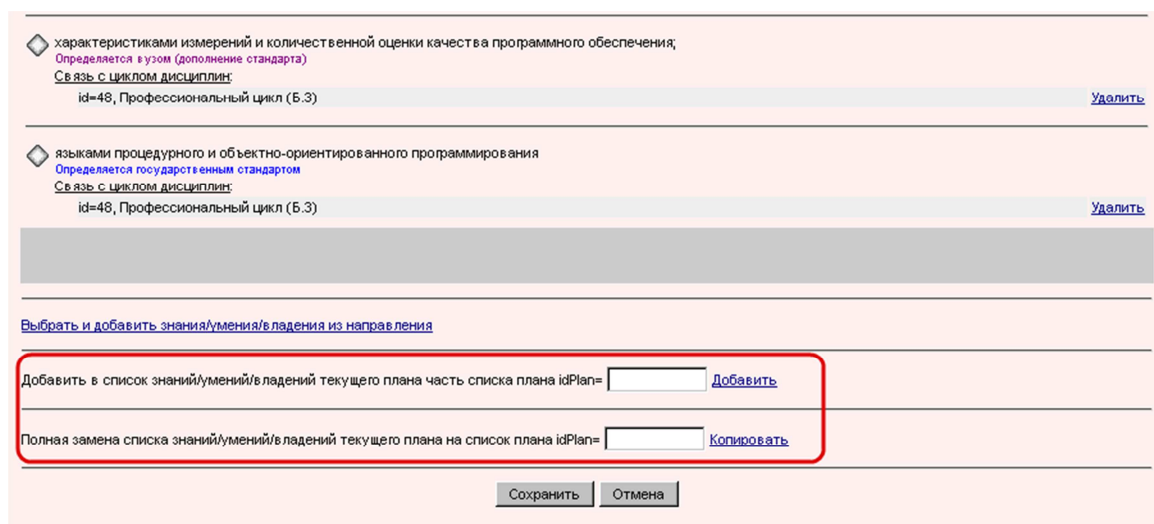 характеристиками измерений и количественной оценки качества программного обеспечения;
Определяется вузом (дополнение стандарта)
Связь с циклом дисциплин:
id=48, Профессиональный цикл (Б.3) Удалить
языками процедурного и объектно-ориентированного программирования
Определяется государственным стандартом
Связь с циклом дисциплин:
id=48, Профессиональный цикл (Б.3) Удалить
Выбрать и добавить знания/умения/владения из направления
Добавить в список знаний/умений/владений текущего плана часть списка плана idPlan= Добавить
Полная замена списка знаний/умений/владений текущего плана на список плана idPlan= Копировать
Сохранить Отмена